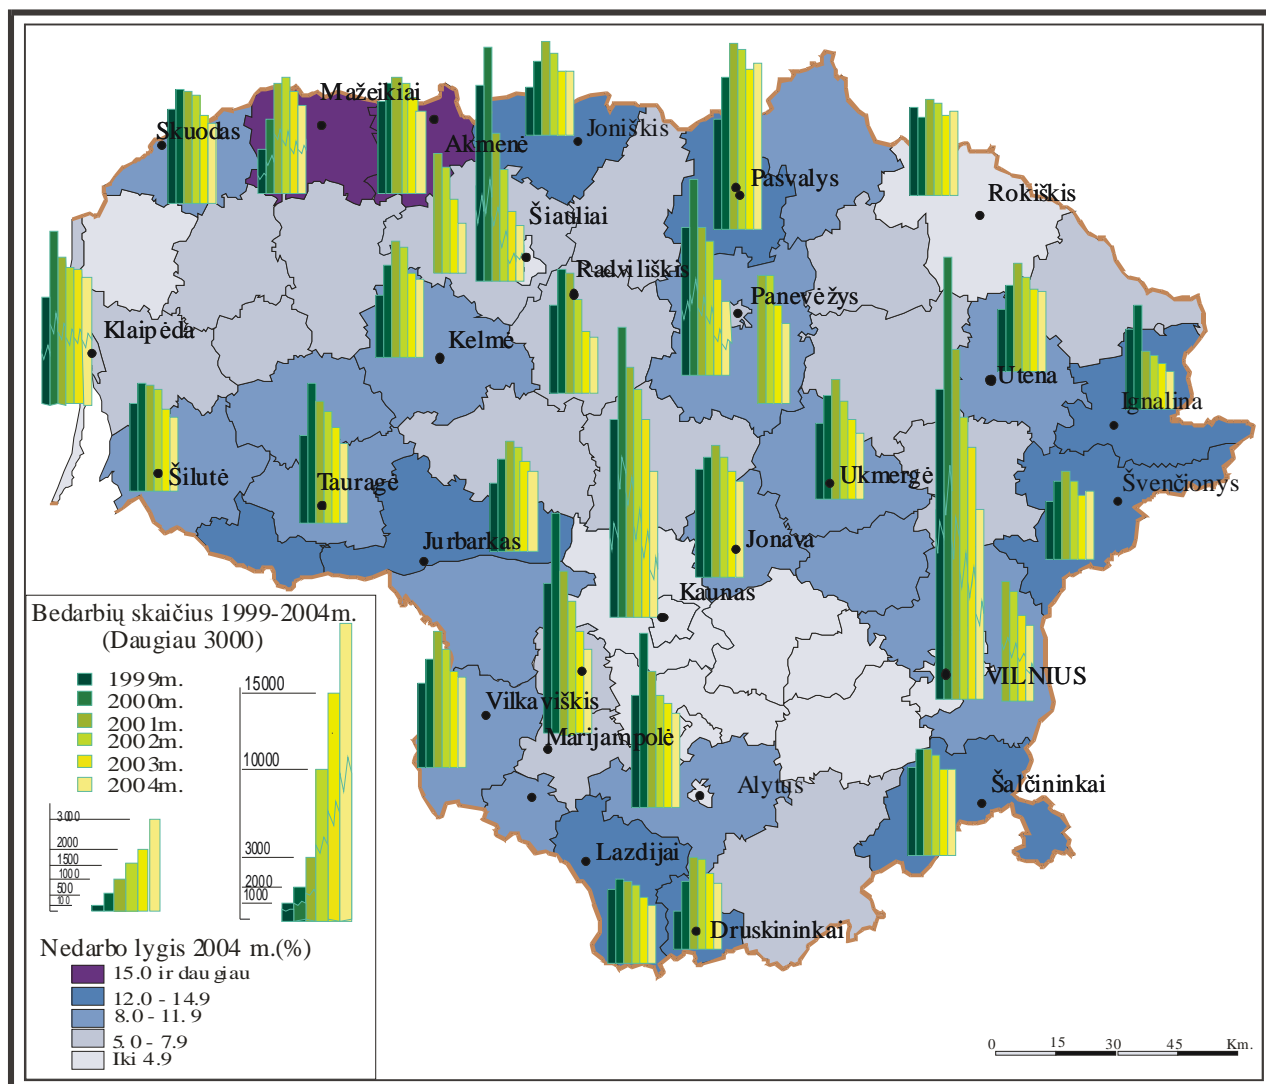 Mažeikiai
Skuodas
Akmenė
Joniškis
Pasvalys
Rokiškis
Šiauliai
Radviliškis
Panevėžys
Klaipėda
Kelmė
Utena
Ignalina
Šilutė
Tauragė
Ukmergė
Švenčionys
Jurbarkas
Jonava
Kaunas
VILNIUS
Vilkaviškis
Marijampolė
Alytus
Šalčininkai
Lazdijai
Druskininkai
Bedarbių skaičius 1999-2004m.
(Daugiau 3000)
1999m.
2000m.
2001m.
2002m.
2003m.
2004m.
15000
10000
3000
2000
1000
3000
2000
1500
1000
500
100
Nedarbo lygis 2004 m.(%)
15.0 ir daugiau
12.0 - 14.9
8.0 - 11.9
5.0 - 7.9
Iki 4.9
0 15 30 45 Km.